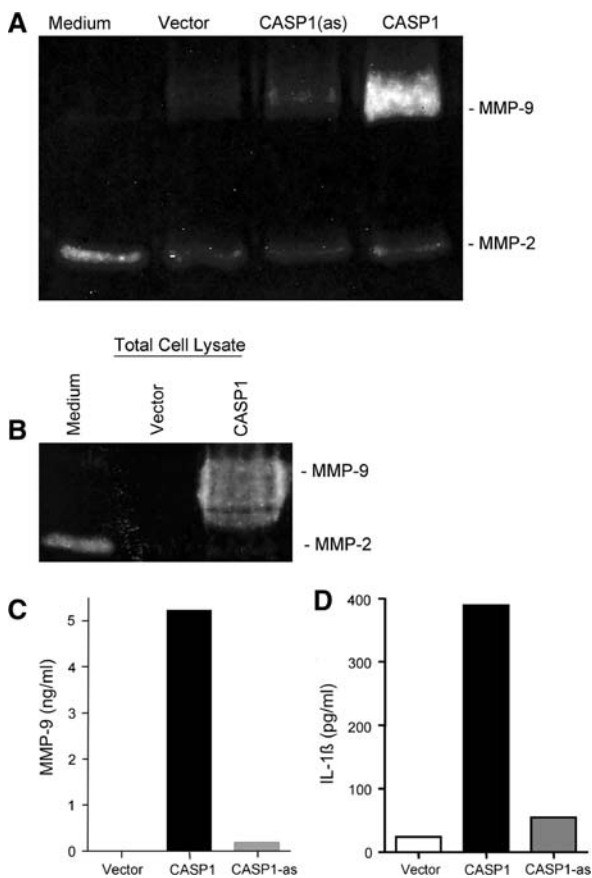 A
Medium Vector CASP1(as) CASP1
- MMP-9
- MMP-2
Total Cell Lysate
B
Medium Vector CASP1
- MMP-9
- MMP-2
C
MMP-9 (ng/ml)
5
4
3
2
1
0
Vector CASP1 CASP1-as
D
IL-1ß (pg/ml)
400
300
200
100
0
Vector CASP1 CASP1-as